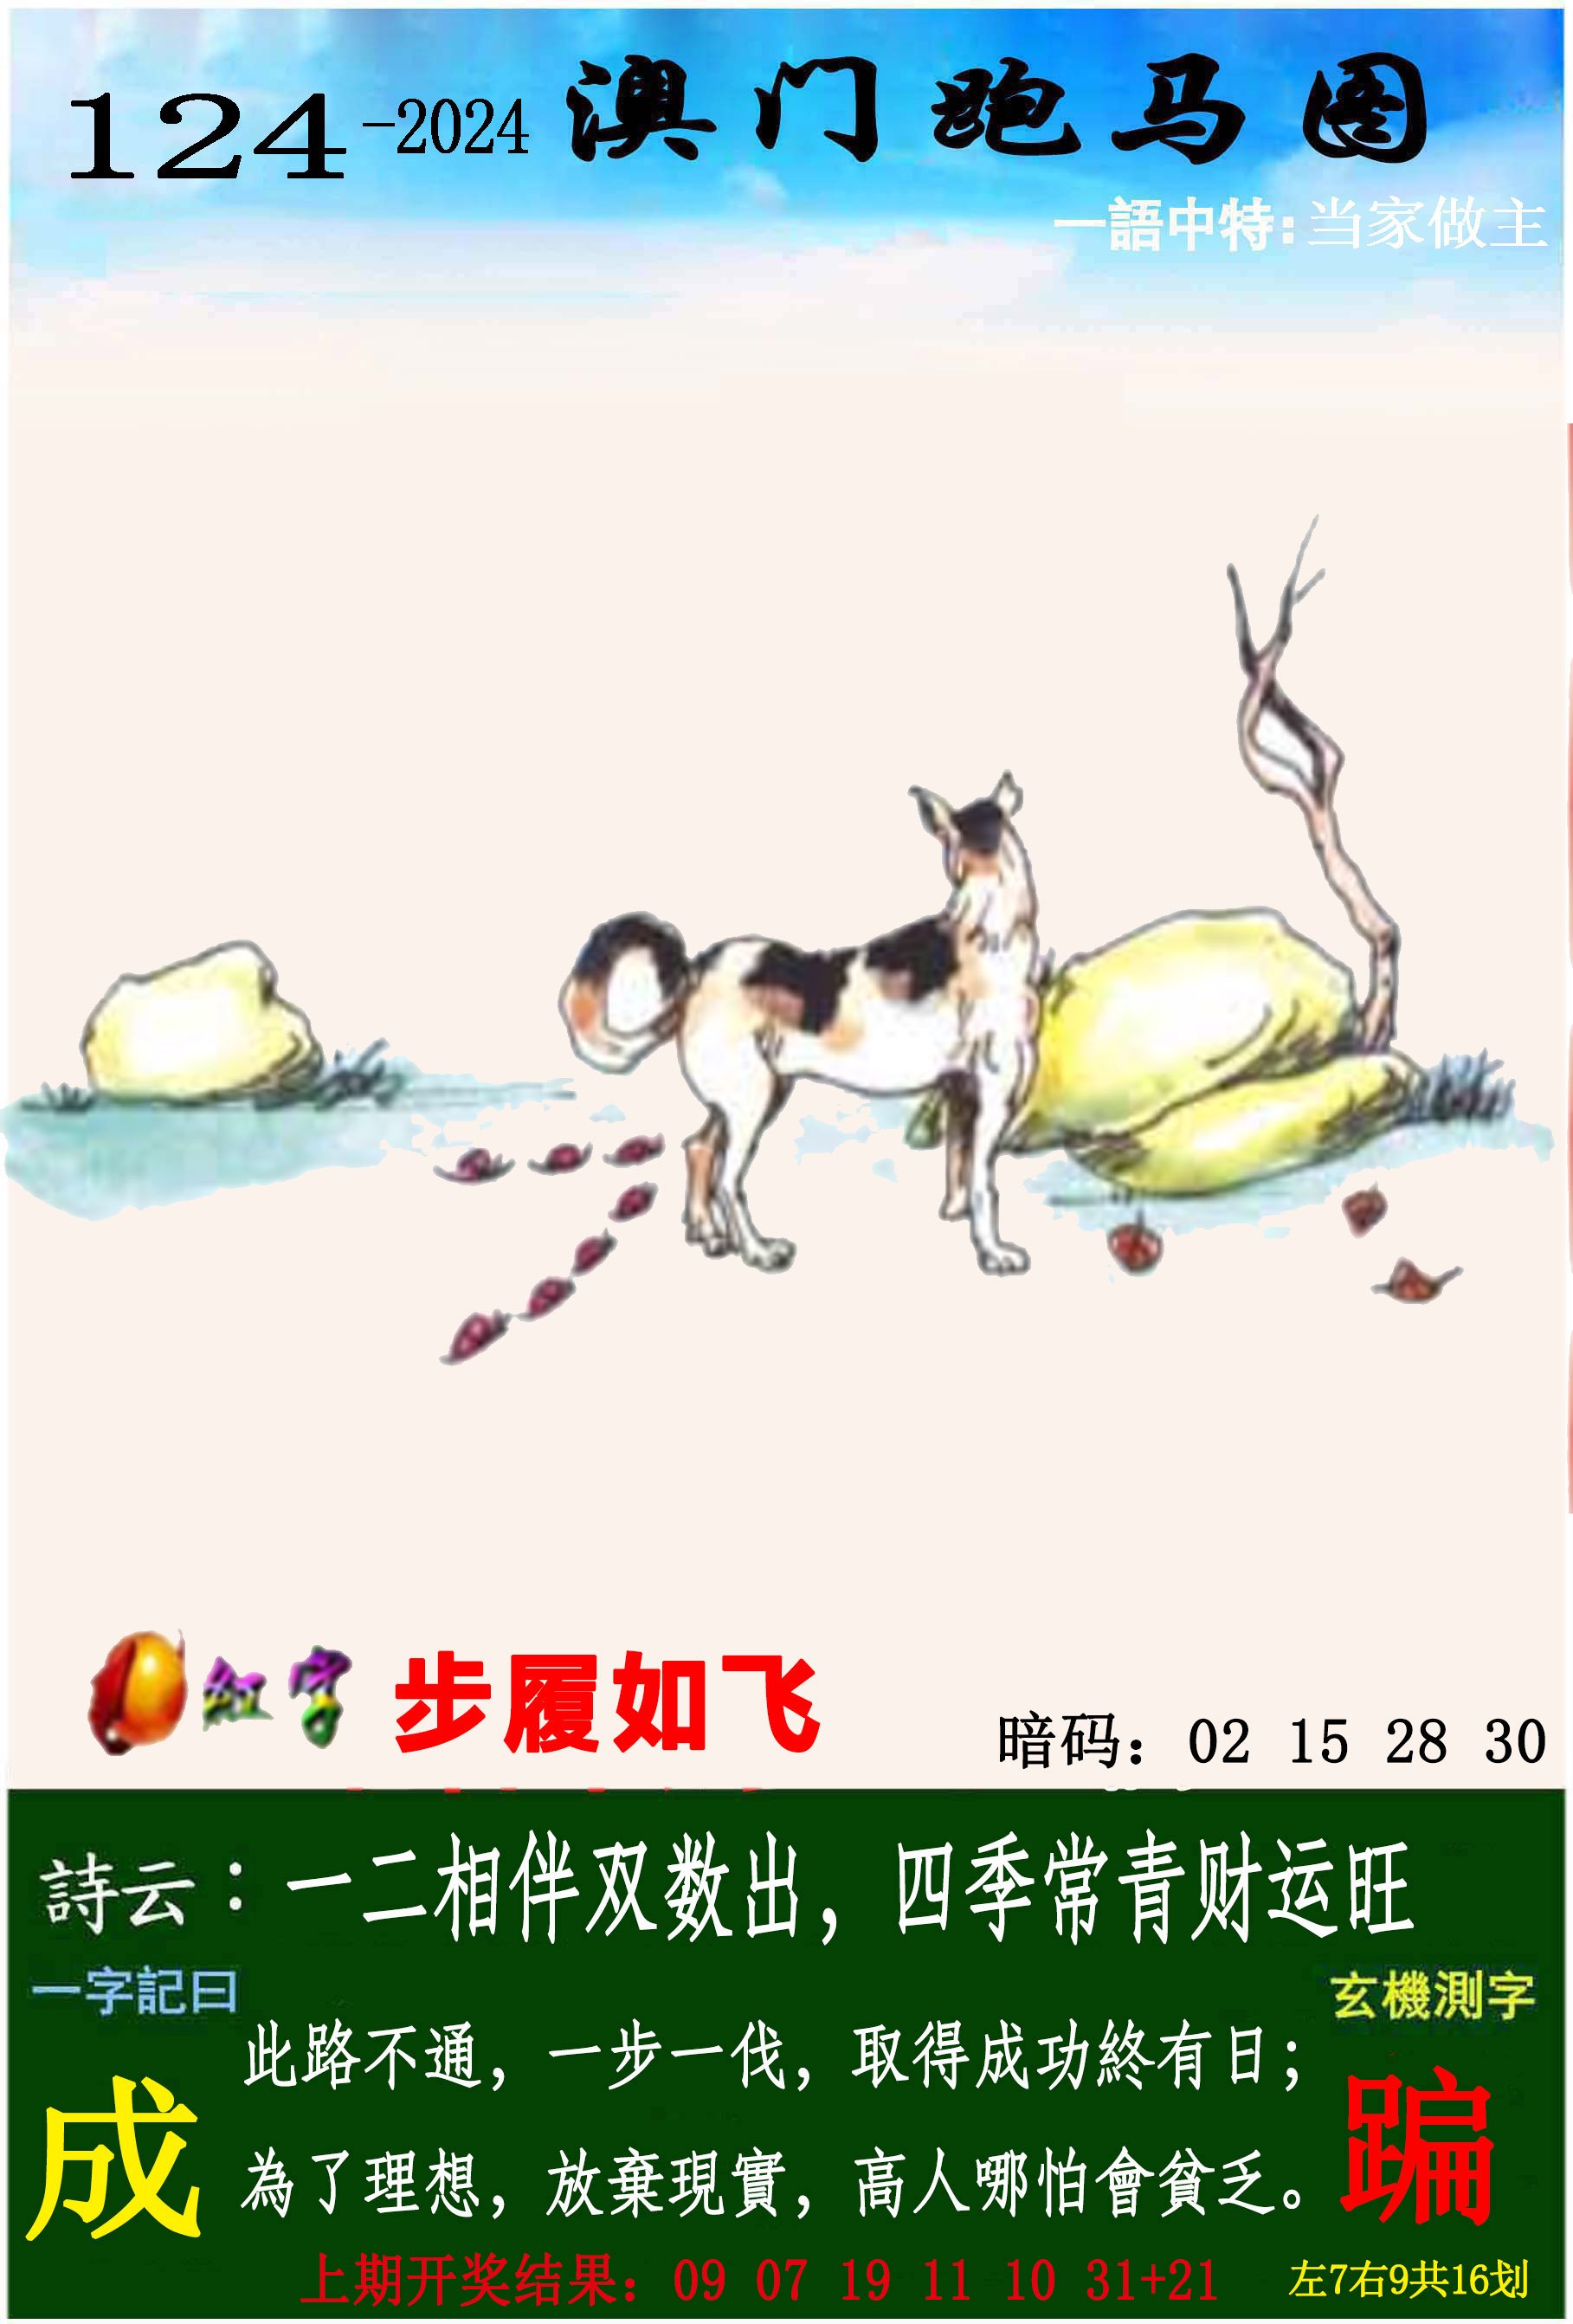 124-2024 澳门跑马图
一語中特:当家做主
红字 步履如飞
暗码：02 15 28 30
詩云：一二相伴双数出，四季常青财运旺
一字記曰
玄機測字
此路不通，一步一伐，取得成功終有日；
成
蹁
為了理想，放棄現實，高人哪怕會貧乏。
上期开奖结果：09 07 19 11 10 31+21
左7右9共16划